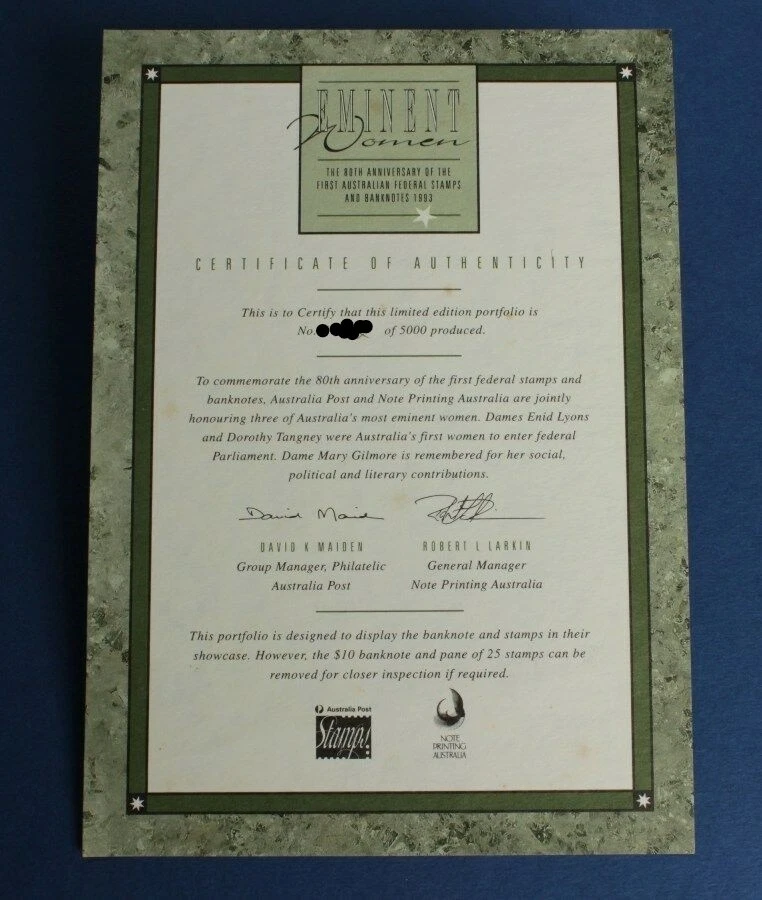 EMINENT
Women
THE 80TH ANNIVERSARY OF THE
FIRST AUSTRALIAN FEDERAL STAMPS
AND BANKNOTES 1993
CERTIFICATE OF AUTHENTICITY
This is to Certify that this limited edition portfolio is
No. of 5000 produced.
To commemorate the 80th anniversary of the first federal stamps and
banknotes, Australia Post and Note Printing Australia are jointly
honouring three of Australia's most eminent women. Dames Enid Lyons
and Dorothy Tangney were Australia's first women to enter federal
Parliament. Dame Mary Gilmore is remembered for her social,
political and literary contributions.
David Maiden
DAVID K MAIDEN ROBERT L LARKIN
Group Manager, Philatelic General Manager
Australia Post Note Printing Australia
This portfolio is designed to display the banknote and stamps in their
showcase. However, the $10 banknote and pane of 25 stamps can be
removed for closer inspection if required.
Australia Post
Stamps!
NOTE
PRINTING
AUSTRALIA